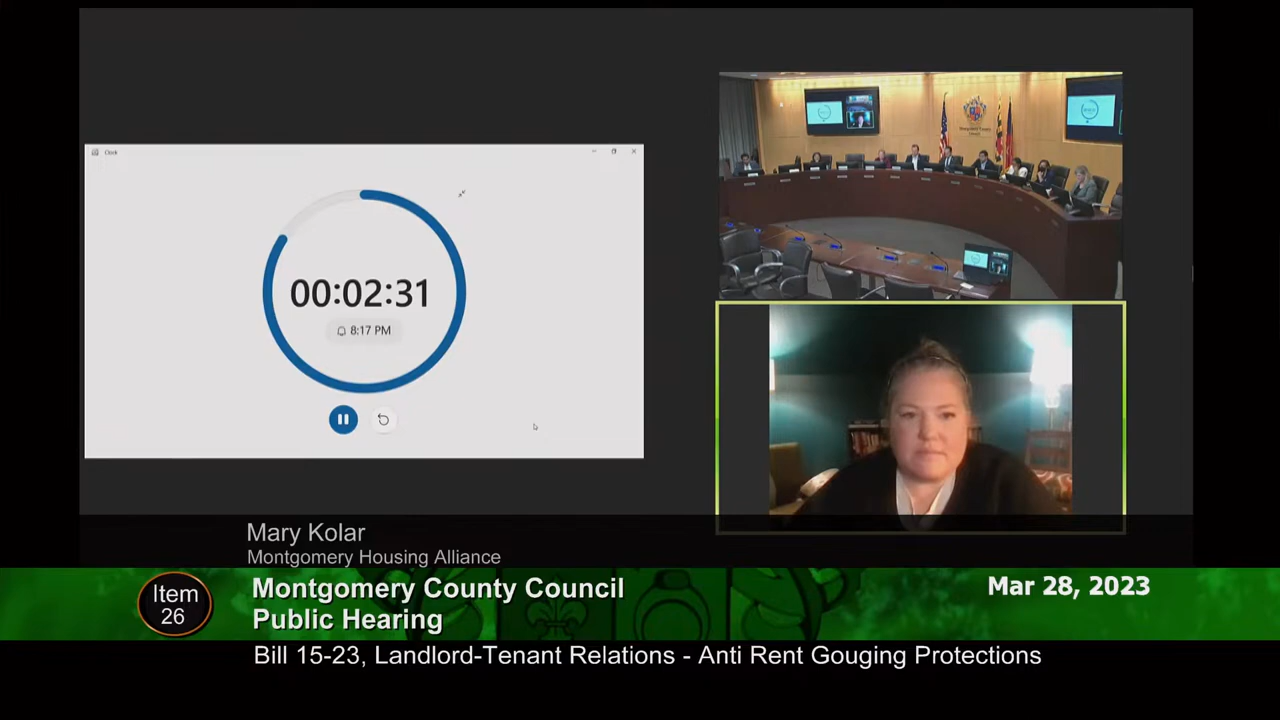 Clock
00:02:31
8:17 PM
Mary Kolar
Montgomery Housing Alliance
Item
26
Montgomery County Council
Public Hearing
Mar 28, 2023
Bill 15-23, Landlord-Tenant Relations - Anti Rent Gouging Protections